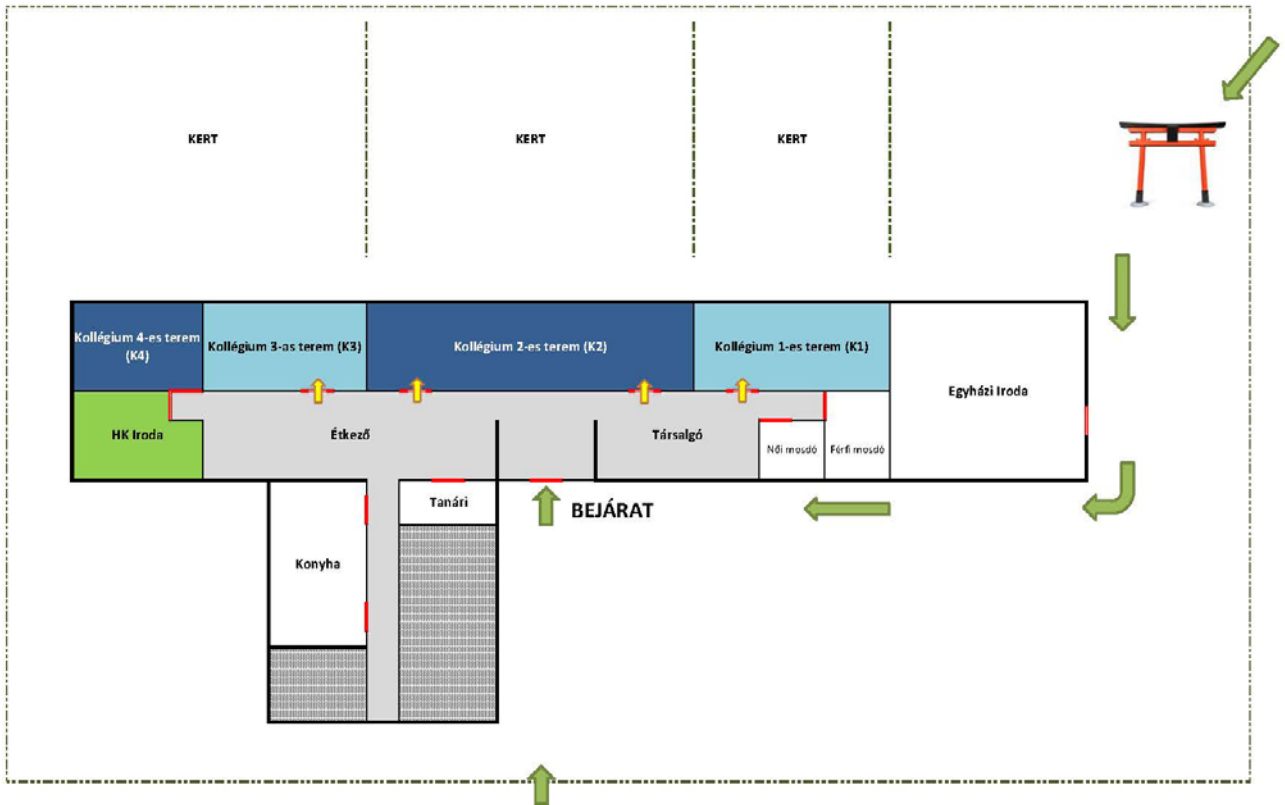 KERT
KERT
KERT
Kollégium 4-es terem
(K4)
Kollégium 3-as terem (K3)
Kollégium 2-es terem (K2)
Kollégium 1-es terem (K1)
Egyházi Iroda
HK Iroda
Étkező
Társalgó
Női mosdó
Férfi mosdó
Tanári
BEJÁRAT
Konyha